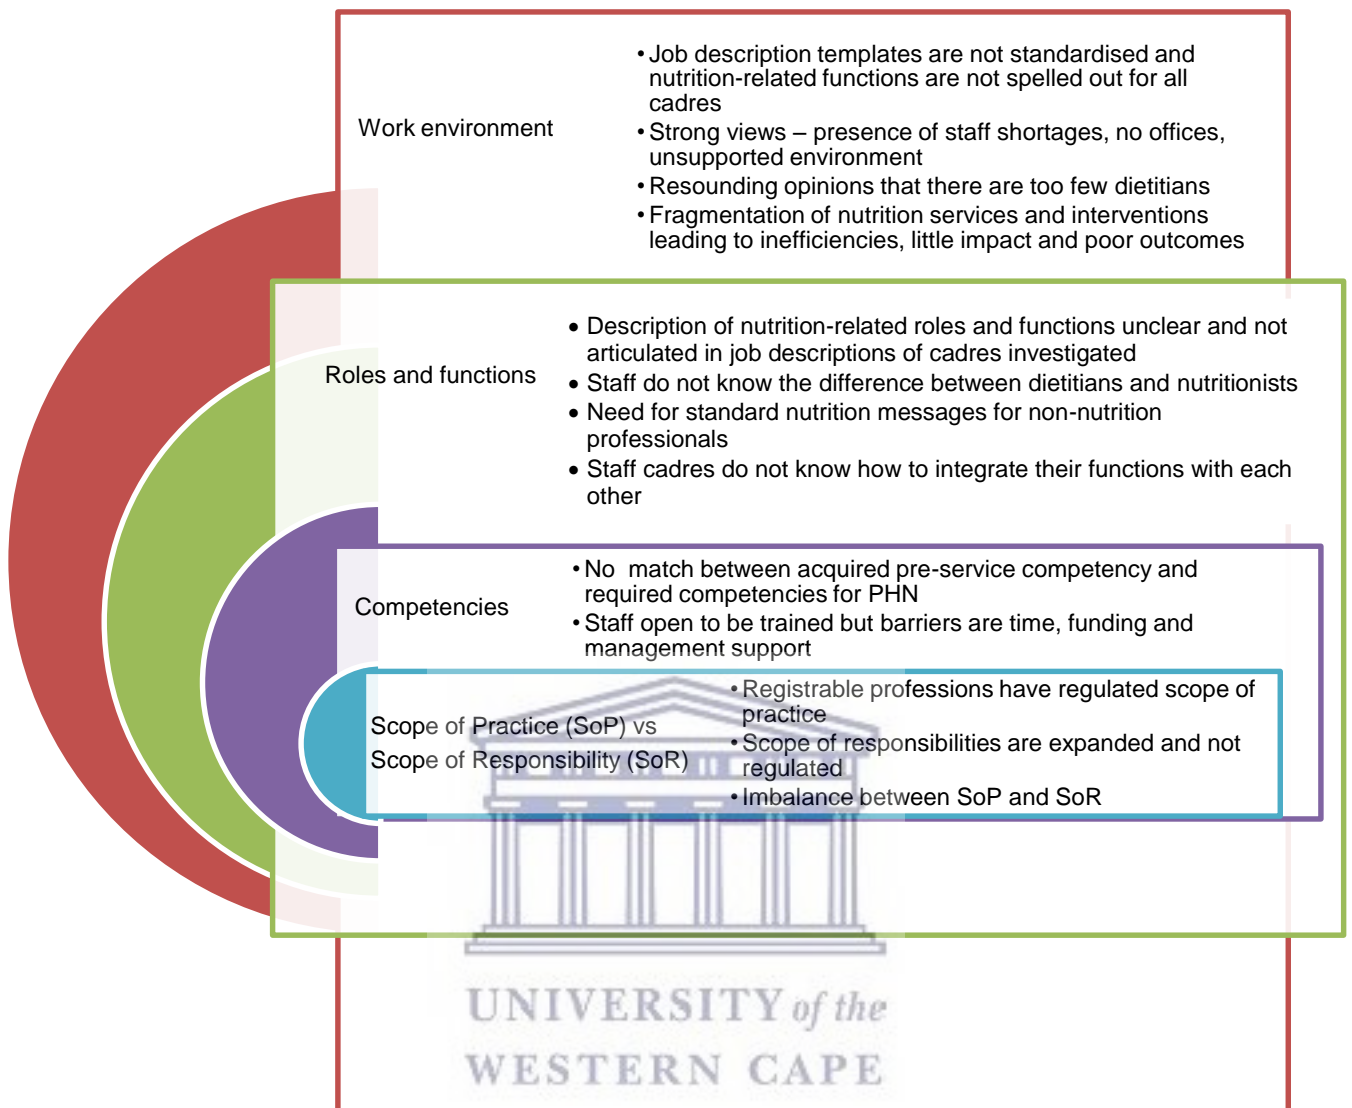 Work environment
• Job description templates are not standardised and
nutrition-related functions are not spelled out for all
cadres
• Strong views – presence of staff shortages, no offices,
unsupported environment
• Resounding opinions that there are too few dietitians
• Fragmentation of nutrition services and interventions
leading to inefficiencies, little impact and poor outcomes
Roles and functions
• Description of nutrition-related roles and functions unclear and not
articulated in job descriptions of cadres investigated
• Staff do not know the difference between dietitians and nutritionists
• Need for standard nutrition messages for non-nutrition
professionals
• Staff cadres do not know how to integrate their functions with each
other
Competencies
• No  match between acquired pre-service competency and
required competencies for PHN
• Staff open to be trained but barriers are time, funding and
management support
Scope of Practice (SoP) vs
Scope of Responsibility (SoR)
• Registrable professions have regulated scope of
practice
• Scope of responsibilities are expanded and not
regulated
• Imbalance between SoP and SoR
UNIVERSITY of the
WESTERN CAPE